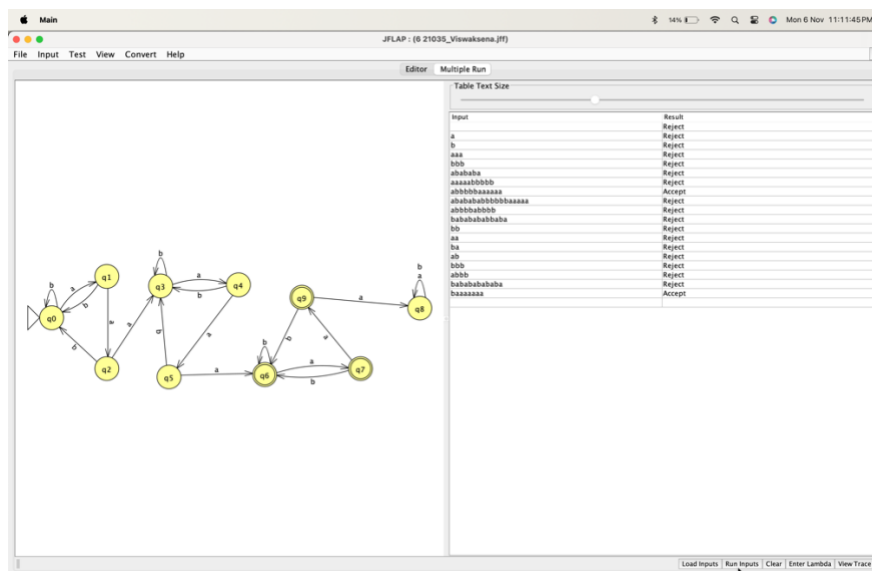 Main 14% Mon 6 Nov 11:11:45PM
JFLAP : (6 21035_Viswaksena.jff)
File Input Test View Convert Help
Editor Multiple Run
Table Text Size
Input Result
Reject
a Reject
b Reject
aaa Reject
bbb Reject
abababa Reject
aaaaabbbbb Reject
abbbbbaaaaaa Accept
ababababbbbbbaaaaa Reject
abbbbabbbb Reject
babababababba Reject
bb Reject
aa Reject
ba Reject
ab Reject
bbb Reject
abbb Reject
babababababa Reject
baaaaaaa Accept
b a b a b b b a
q1 q3 a q4 q9 a q8
q0 b a b
b a a b a b a
q2 q5 a q6 a b q7
Load Inputs Run Inputs Clear Enter Lambda View Trace